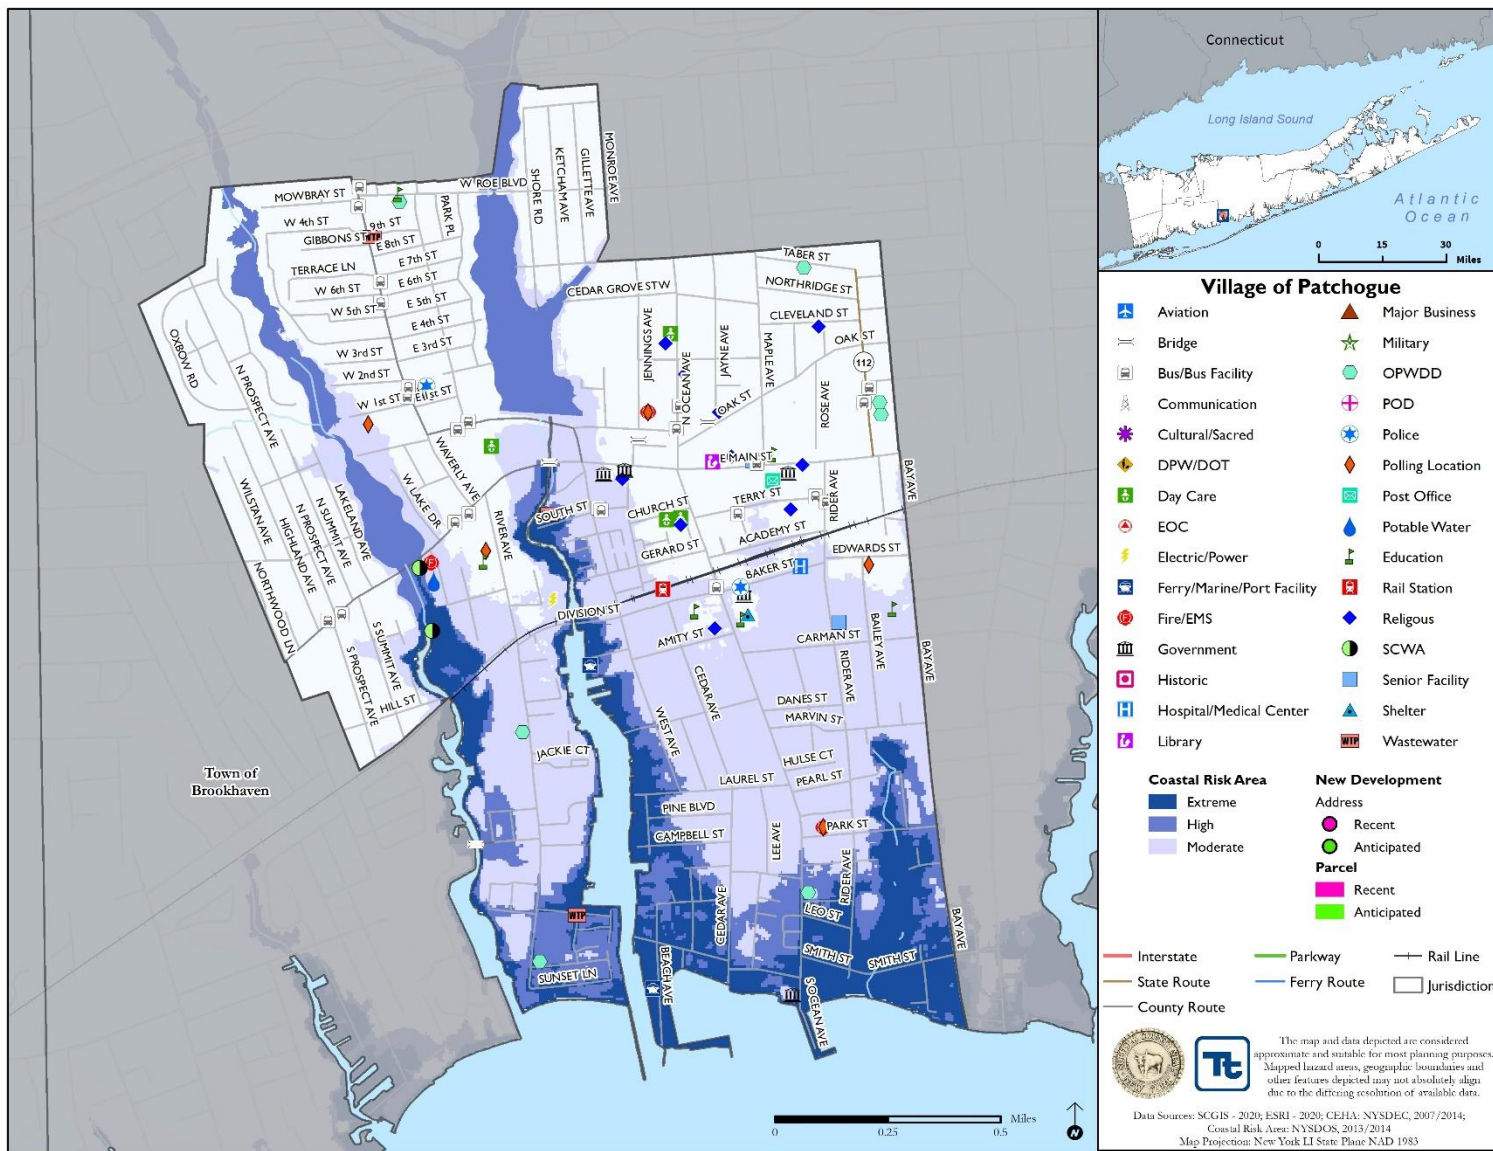 MOWBRAY ST
W ROE BLVD
MONROE AVE
GILLETTE AVE
KETCHAM AVE
SHORE RD
PARK PL
W 4th ST
9th ST
GIBBONS ST
WTP
E 8th ST
E 7th ST
TERRACE LN
E 6th ST
W 6th ST
E 5th ST
W 5th ST
E 4th ST
E 3rd ST
W 3rd ST
W 2nd ST
W 1st ST
E 1st ST
OXBOW RD
N PROSPECT AVE
TABER ST
NORTHRIDGE ST
CEDAR GROVE ST W
CLEVELAND ST
OAK ST
112
JENNINGS AVE
N OCEAN AVE
JAYNE AVE
MAPLE AVE
ROSE AVE
OAK ST
E MAIN ST
BAY AVE
WAVERLY AVE
W LAKE DR
LAKELAND AVE
N SUMMIT AVE
N PROSPECT AVE
HIGHLAND AVE
WILSTAN AVE
NORTHWOOD LN
RIVER AVE
SOUTH ST
CHURCH ST
TERRY ST
RIDER AVE
GERARD ST
ACADEMY ST
EDWARDS ST
BAKER ST
DIVISION ST
AMITY ST
CARMAN ST
BAILEY AVE
BAY AVE
RIDER AVE
S SUMMIT AVE
S PROSPECT AVE
HILL ST
CEDAR AVE
WEST AVE
DANES ST
MARVIN ST
JACKIE CT
HULSE CT
LAUREL ST
PEARL ST
PINE BLVD
CAMPBELL ST
LEE AVE
PARK ST
RIDER AVE
CEDAR AVE
LEO ST
BAY AVE
WTP
SMITH ST
SMITH ST
SUNSET LN
BEACH AVE
S OCEAN AVE
Town of
Brookhaven
0 0.25 0.5 Miles
N
Connecticut
Long Island Sound
Atlantic
Ocean
0 15 30
Miles
Village of Patchogue
Aviation
Major Business
Bridge
Military
Bus/Bus Facility
OPWDD
Communication
POD
Cultural/Sacred
Police
DPW/DOT
Polling Location
Day Care
Post Office
EOC
Potable Water
Electric/Power
Education
Ferry/Marine/Port Facility
Rail Station
Fire/EMS
Religous
Government
SCWA
Historic
Senior Facility
Hospital/Medical Center
Shelter
Library
WTP Wastewater
Coastal Risk Area
Extreme
High
Moderate
New Development
Address
Recent
Anticipated
Parcel
Recent
Anticipated
Interstate
Parkway
Rail Line
State Route
Ferry Route
Jurisdiction
County Route
Tt
The map and data depicted are considered
approximate and suitable for most planning purposes.
Mapped hazard areas, geographic boundaries and
other features depicted may not absolutely align
due to the differing resolution of available data.
Data Sources: SCGIS - 2020; ESRI - 2020; CEHA: NYSDEC, 2007/2014;
Coastal Risk Area: NYSDOS, 2013/2014
Map Projection: New York LI State Plane NAD 1983